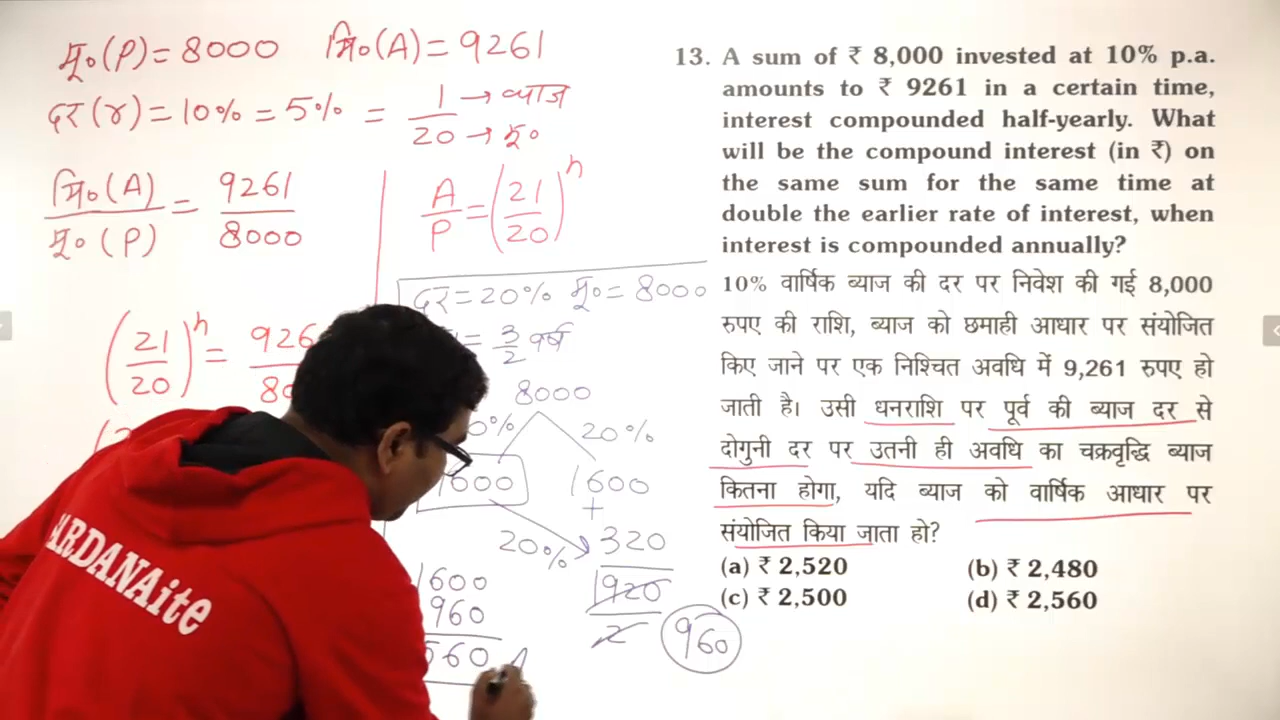 मू०(P) = 8000 मि०(A) = 9261
दर(r) = 10% = 5% = 1/20 → ब्याज → मू०
मि०(A)/मू०(P) = 9261/8000
A/P = (21/20)^n
दर = 20% मू० = 8000
= 3/2 वर्ष
(21/20)^n = 926
8000
0% 20%
1600 1600
+
20% 320
1600 1920
960 2 960
560
ARDANAite
13. A sum of ₹ 8,000 invested at 10% p.a.
amounts to ₹ 9261 in a certain time,
interest compounded half-yearly. What
will be the compound interest (in ₹) on
the same sum for the same time at
double the earlier rate of interest, when
interest is compounded annually?
10% वार्षिक ब्याज की दर पर निवेश की गई 8,000
रुपए की राशि, ब्याज को छमाही आधार पर संयोजित
किए जाने पर एक निश्चित अवधि में 9,261 रुपए हो
जाती है। उसी धनराशि पर पूर्व की ब्याज दर से
दोगुनी दर पर उतनी ही अवधि का चक्रवृद्धि ब्याज
कितना होगा, यदि ब्याज को वार्षिक आधार पर
संयोजित किया जाता हो?
(a) ₹ 2,520 (b) ₹ 2,480
(c) ₹ 2,500 (d) ₹ 2,560